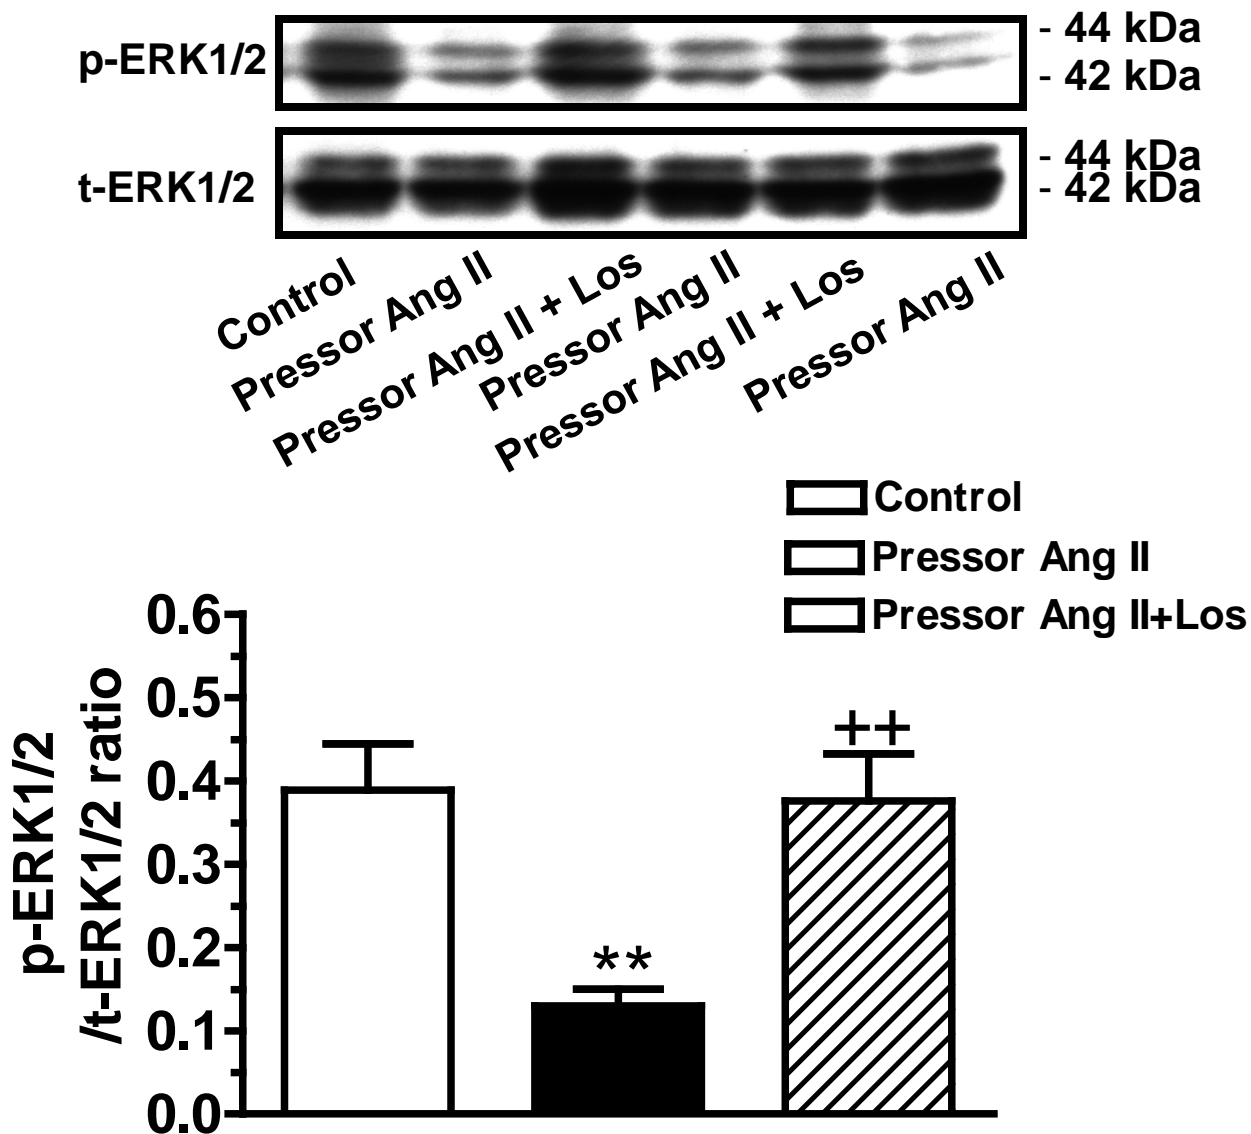 p-ERK1/2
- 44 kDa
- 42 kDa
t-ERK1/2
- 44 kDa
- 42 kDa
Control
Pressor Ang II
Pressor Ang II + Los
Pressor Ang II
Pressor Ang II + Los
Pressor Ang II
Control
Pressor Ang II
Pressor Ang II+Los
p-ERK1/2
/t-ERK1/2 ratio
0.6
0.5
0.4
0.3
0.2
0.1
0.0
**
++